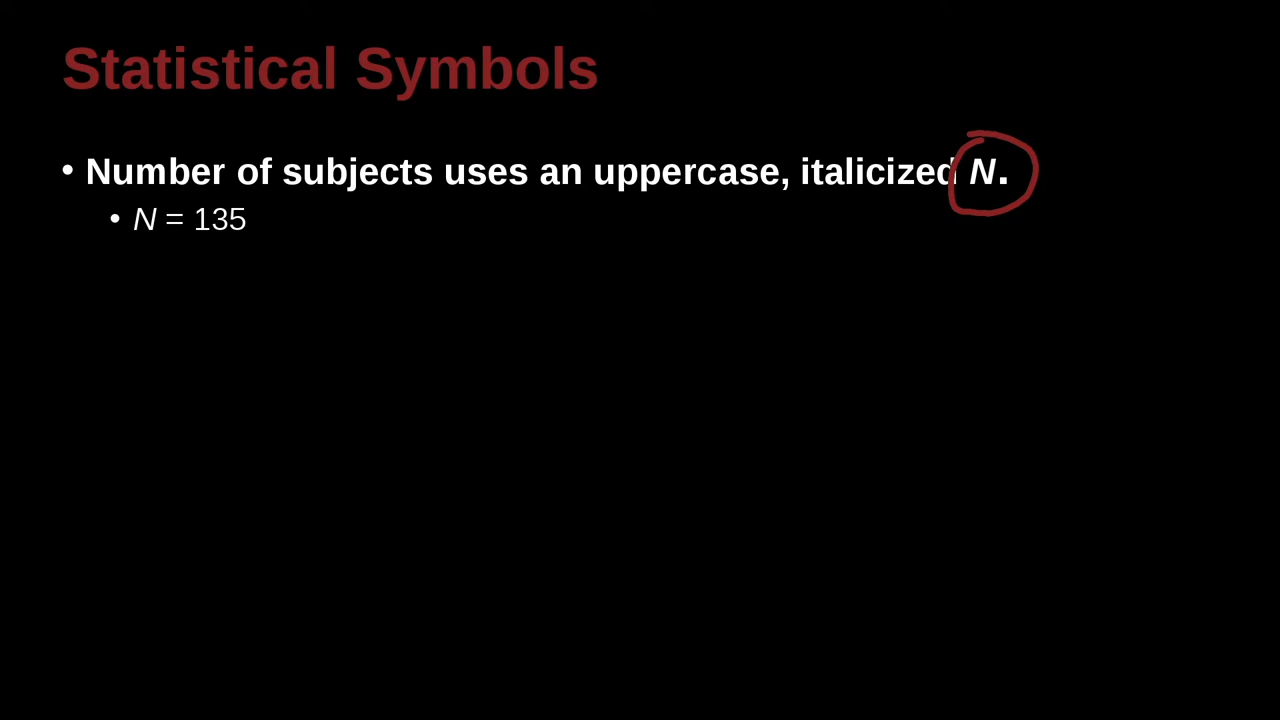 Statistical Symbols
• Number of subjects uses an uppercase, italicized N.
• N = 135